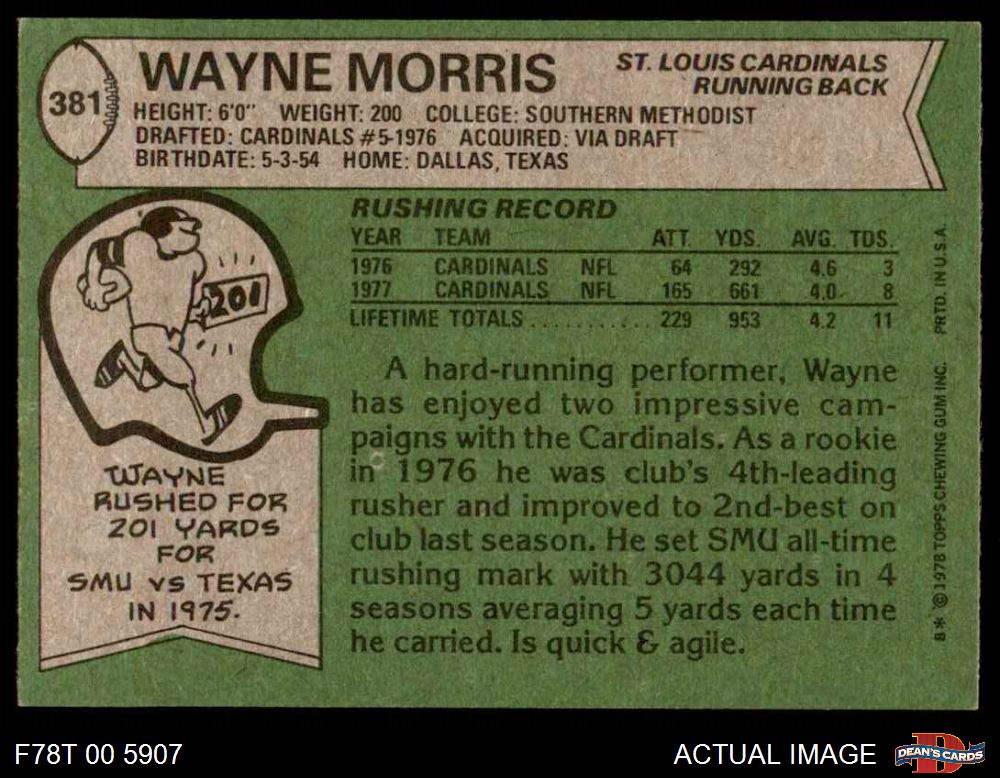 381
WAYNE MORRIS
ST. LOUIS CARDINALS
RUNNING BACK
HEIGHT: 6'0" WEIGHT: 200 COLLEGE: SOUTHERN METHODIST
DRAFTED: CARDINALS #5-1976 ACQUIRED: VIA DRAFT
BIRTHDATE: 5-3-54 HOME: DALLAS, TEXAS
RUSHING RECORD
YEAR TEAM ATT. YDS. AVG. TDS.
1976 CARDINALS NFL 64 292 4.6 3
1977 CARDINALS NFL 165 661 4.0 8
LIFETIME TOTALS ............ 229 953 4.2 11
A hard-running performer, Wayne
has enjoyed two impressive cam-
paigns with the Cardinals. As a rookie
in 1976 he was club's 4th-leading
rusher and improved to 2nd-best on
club last season. He set SMU all-time
rushing mark with 3044 yards in 4
seasons averaging 5 yards each time
he carried. Is quick & agile.
201
WAYNE
RUSHED FOR
201 YARDS
FOR
SMU VS TEXAS
IN 1975.
B* © 1978 TOPPS CHEWING GUM INC. PRTD. IN U.S.A.
F78T 00 5907
ACTUAL IMAGE
D
DEAN'S CARDS